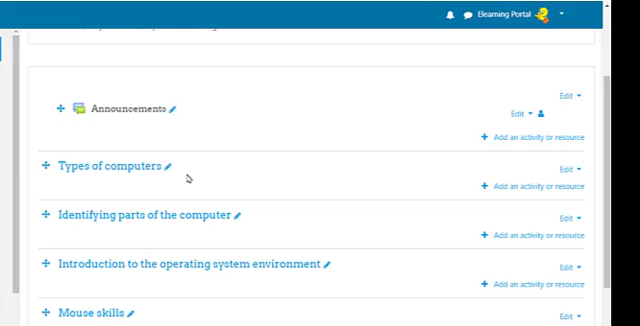 Elearning Portal
Edit
Announcements
Edit
Add an activity or resource
Types of computers
Edit
Add an activity or resource
Identifying parts of the computer
Edit
Add an activity or resource
Introduction to the operating system environment
Edit
Add an activity or resource
Mouse skills
Edit